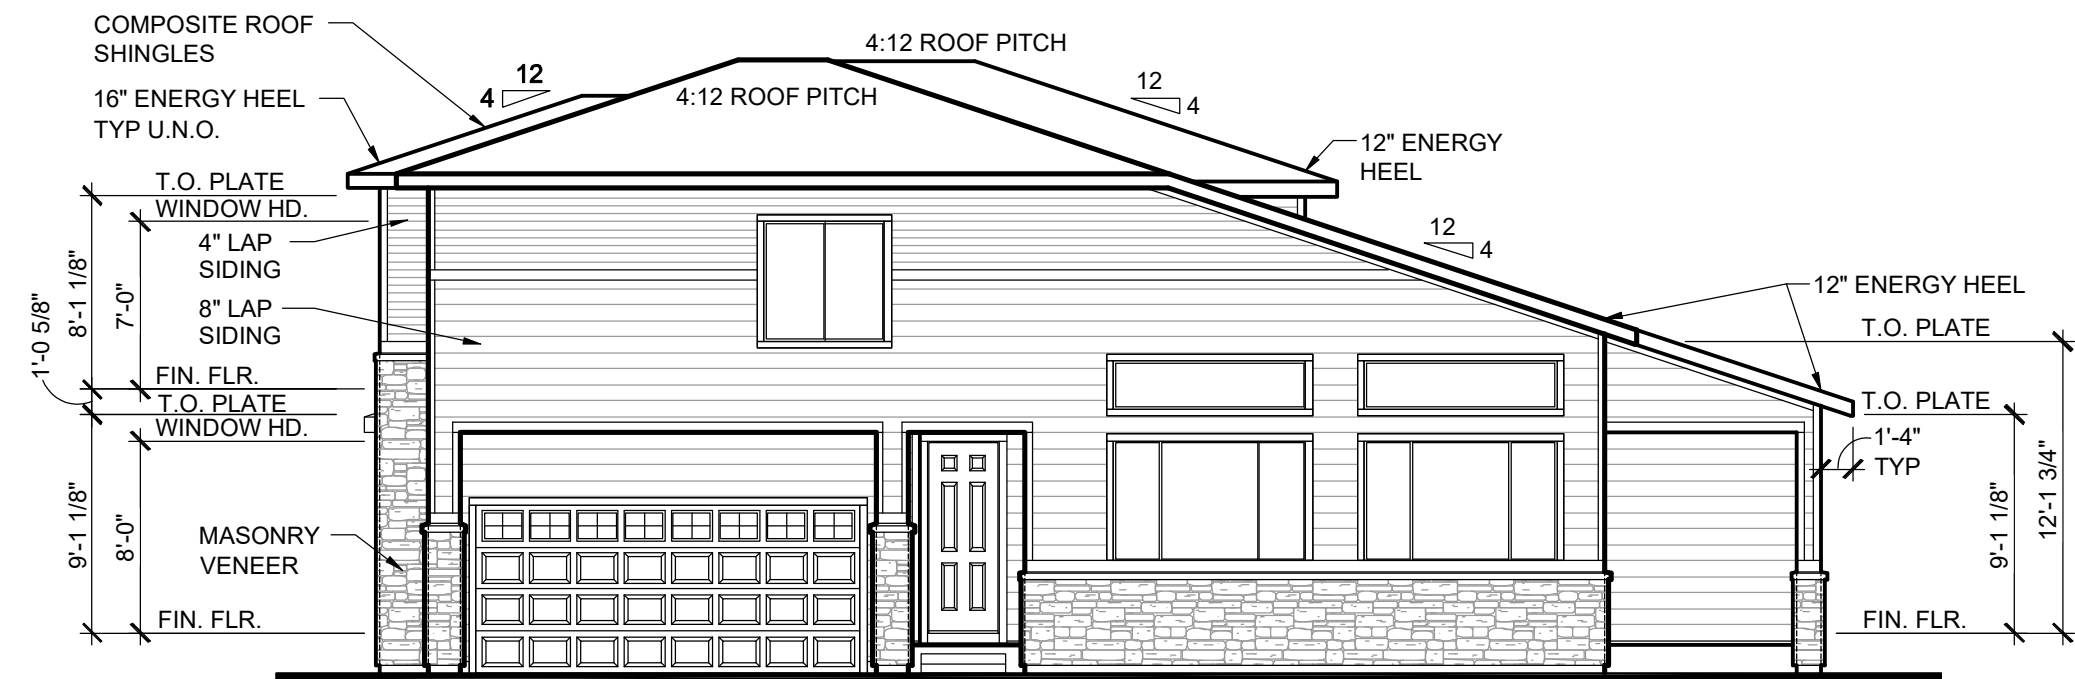 COMPOSITE ROOF
SHINGLES
16" ENERGY HEEL
TYP U.N.O.
12
4
4:12 ROOF PITCH
4:12 ROOF PITCH
12
4
12" ENERGY
HEEL
T.O. PLATE
WINDOW HD.
4" LAP
SIDING
8" LAP
SIDING
8'-1 1/8"
7'-0"
1'-0 5/8"
FIN. FLR.
T.O. PLATE
WINDOW HD.
9'-1 1/8"
8'-0"
MASONRY
VENEER
FIN. FLR.
12
4
12" ENERGY HEEL
T.O. PLATE
T.O. PLATE
1'-4"
TYP
9'-1 1/8"
12'-1 3/4"
FIN. FLR.